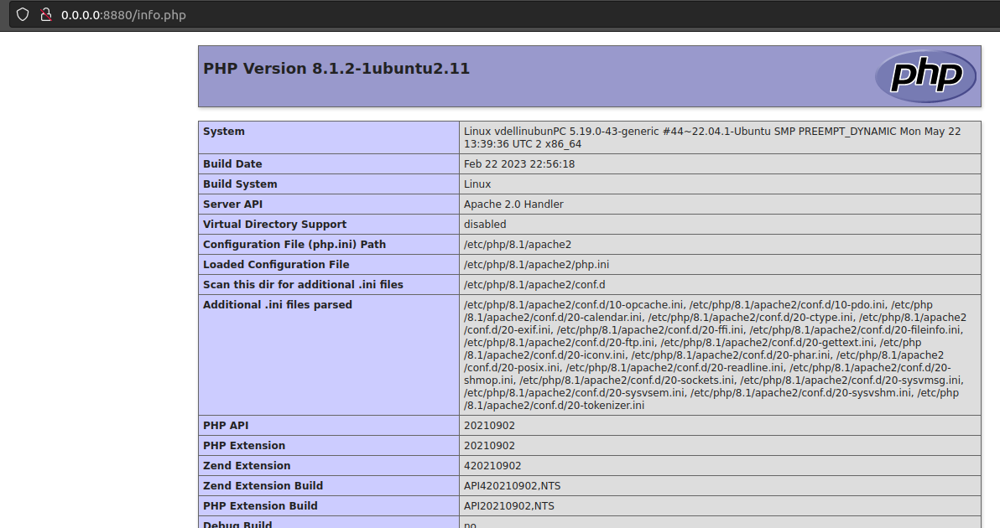 0.0.0.0:8880/info.php
PHP Version 8.1.2-1ubuntu2.11
php
System
Linux vdellinubunPC 5.19.0-43-generic #44~22.04.1-Ubuntu SMP PREEMPT_DYNAMIC Mon May 22
13:39:36 UTC 2 x86_64
Build Date
Feb 22 2023 22:56:18
Build System
Linux
Server API
Apache 2.0 Handler
Virtual Directory Support
disabled
Configuration File (php.ini) Path
/etc/php/8.1/apache2
Loaded Configuration File
/etc/php/8.1/apache2/php.ini
Scan this dir for additional .ini files
/etc/php/8.1/apache2/conf.d
Additional .ini files parsed
/etc/php/8.1/apache2/conf.d/10-opcache.ini, /etc/php/8.1/apache2/conf.d/10-pdo.ini, /etc/php
/8.1/apache2/conf.d/20-calendar.ini, /etc/php/8.1/apache2/conf.d/20-ctype.ini, /etc/php/8.1/apache2
/conf.d/20-exif.ini, /etc/php/8.1/apache2/conf.d/20-ffi.ini, /etc/php/8.1/apache2/conf.d/20-fileinfo.ini,
/etc/php/8.1/apache2/conf.d/20-ftp.ini, /etc/php/8.1/apache2/conf.d/20-gettext.ini, /etc/php
/8.1/apache2/conf.d/20-iconv.ini, /etc/php/8.1/apache2/conf.d/20-phar.ini, /etc/php/8.1/apache2
/conf.d/20-posix.ini, /etc/php/8.1/apache2/conf.d/20-readline.ini, /etc/php/8.1/apache2/conf.d/20-
shmop.ini, /etc/php/8.1/apache2/conf.d/20-sockets.ini, /etc/php/8.1/apache2/conf.d/20-sysvmsg.ini,
/etc/php/8.1/apache2/conf.d/20-sysvsem.ini, /etc/php/8.1/apache2/conf.d/20-sysvshm.ini, /etc/php
/8.1/apache2/conf.d/20-tokenizer.ini
PHP API
20210902
PHP Extension
20210902
Zend Extension
420210902
Zend Extension Build
API420210902,NTS
PHP Extension Build
API20210902,NTS
Debug Build
no